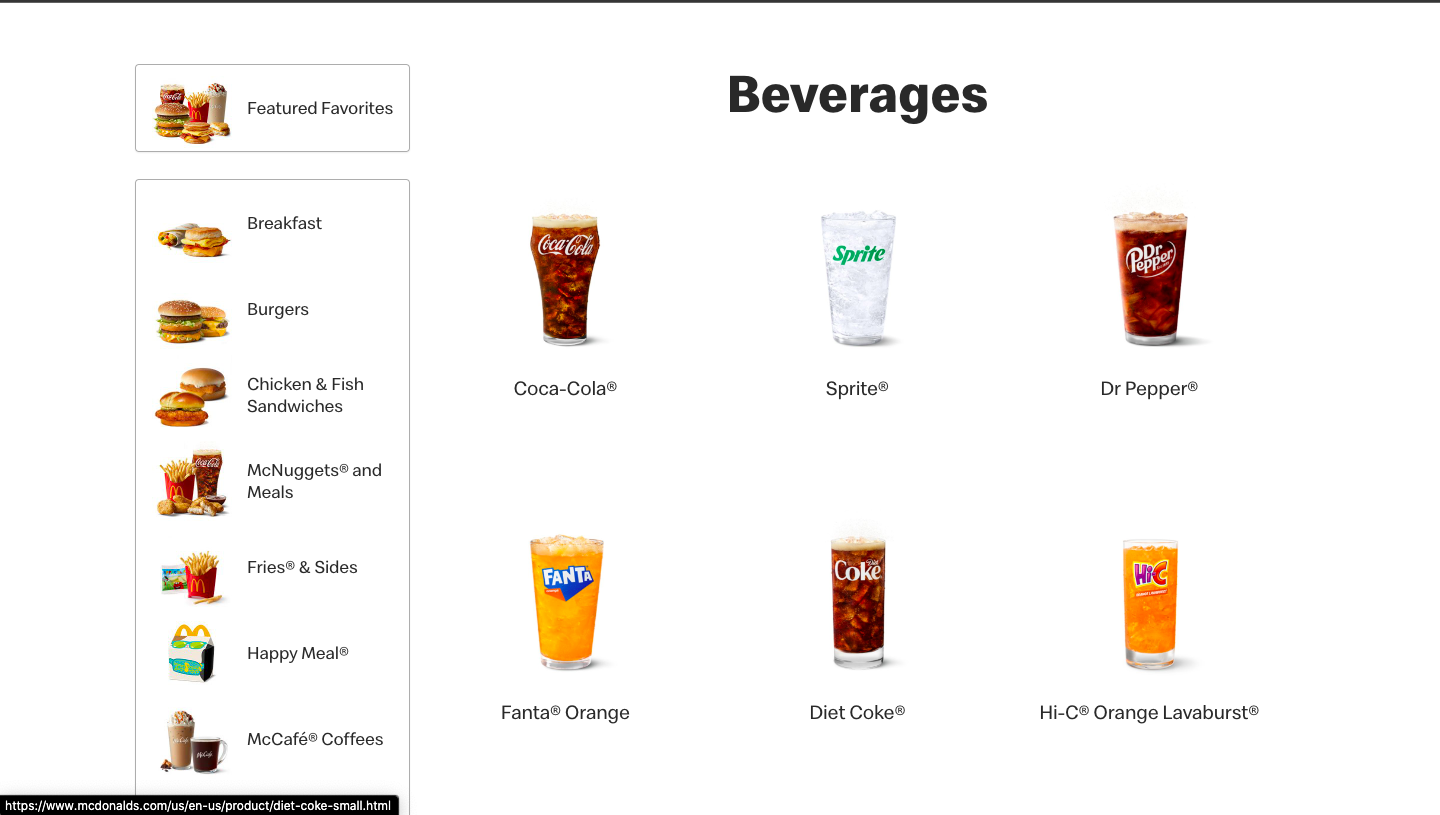 Featured Favorites
Beverages
Breakfast
Burgers
Chicken & Fish
Sandwiches
McNuggets® and
Meals
Fries® & Sides
Happy Meal®
McCafé® Coffees
Coca-Cola
Sprite
Dr
Pepper
Coca-Cola®
Sprite®
Dr Pepper®
FANTA
Diet
Coke
Hi-C
Fanta® Orange
Diet Coke®
Hi-C® Orange Lavaburst®
https://www.mcdonalds.com/us/en-us/product/diet-coke-small.html